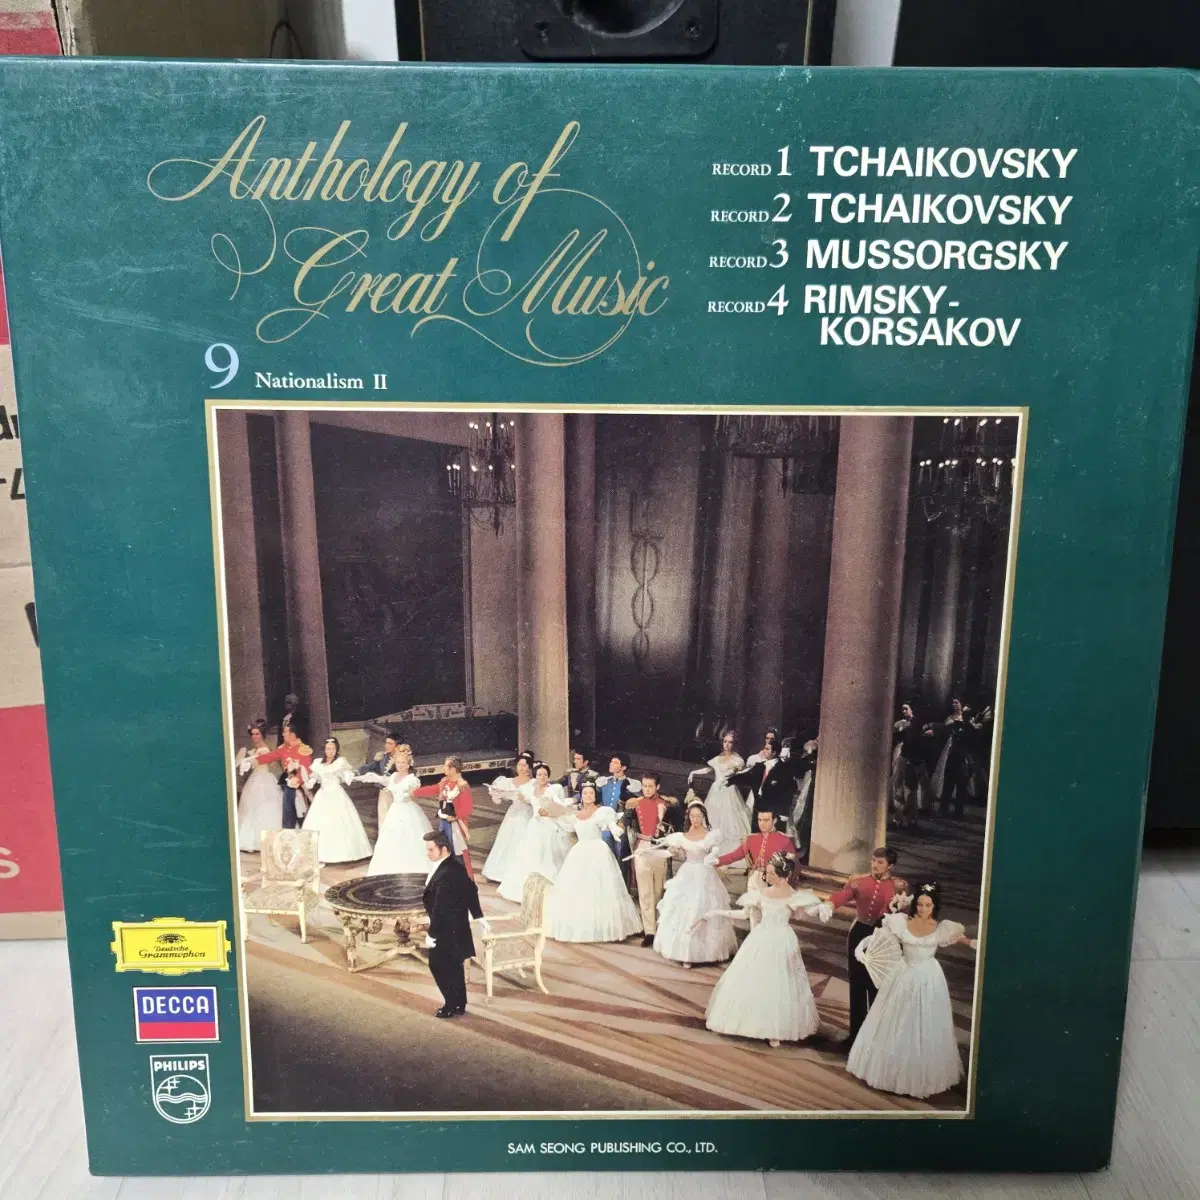 Anthology of
Great Music
9 Nationalism II
RECORD 1 TCHAIKOVSKY
RECORD 2 TCHAIKOVSKY
RECORD 3 MUSSORGSKY
RECORD 4 RIMSKY-
KORSAKOV
Deutsche
Grammophon
DECCA
PHILIPS
SAM SEONG PUBLISHING CO., LTD.